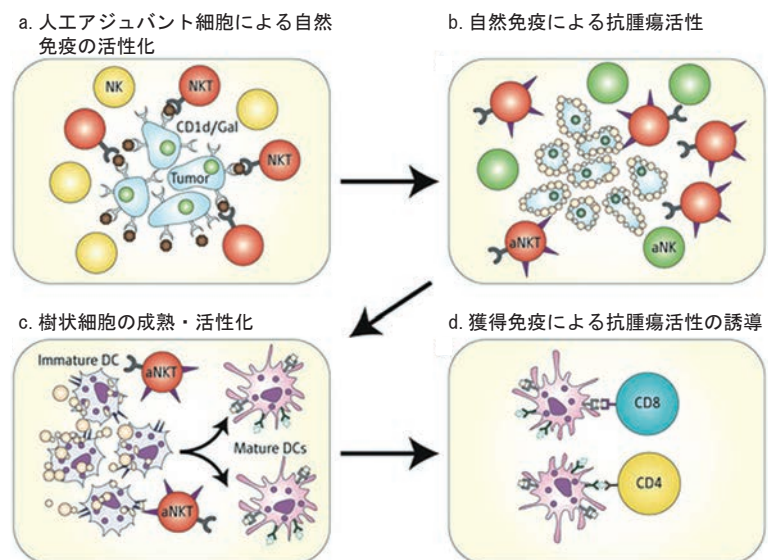 a. 人工アジュバント細胞による自然
免疫の活性化
NK
NKT
CD1d/Gal
NKT
Tumor
b. 自然免疫による抗腫瘍活性
aNKT
aNK
c. 樹状細胞の成熟・活性化
Immature DC
aNKT
Mature DCs
aNKT
d. 獲得免疫による抗腫瘍活性の誘導
CD8
CD4